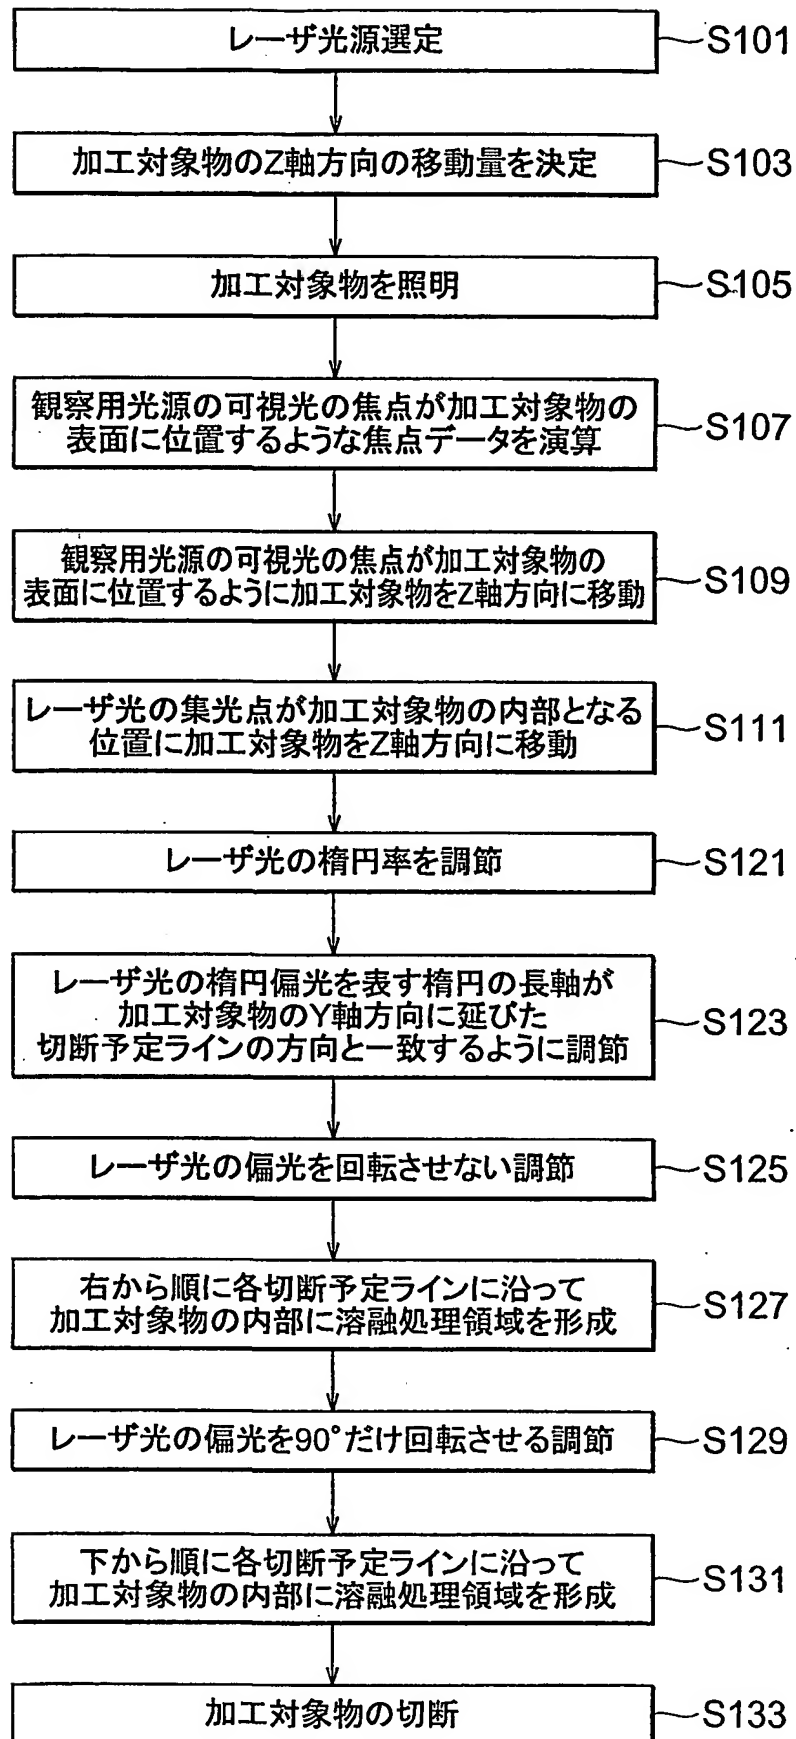 レーザ光源選定
S101
加工対象物のZ軸方向の移動量を決定
S103
加工対象物を照明
S105
観察用光源の可視光の焦点が加工対象物の
表面に位置するような焦点データを演算
S107
観察用光源の可視光の焦点が加工対象物の
表面に位置するように加工対象物をZ軸方向に移動
S109
レーザ光の集光点が加工対象物の内部となる
位置に加工対象物をZ軸方向に移動
S111
レーザ光の楕円率を調節
S121
レーザ光の楕円偏光を表す楕円の長軸が
加工対象物のY軸方向に延びた
切断予定ラインの方向と一致するように調節
S123
レーザ光の偏光を回転させない調節
S125
右から順に各切断予定ラインに沿って
加工対象物の内部に溶融処理領域を形成
S127
レーザ光の偏光を90°だけ回転させる調節
S129
下から順に各切断予定ラインに沿って
加工対象物の内部に溶融処理領域を形成
S131
加工対象物の切断
S133